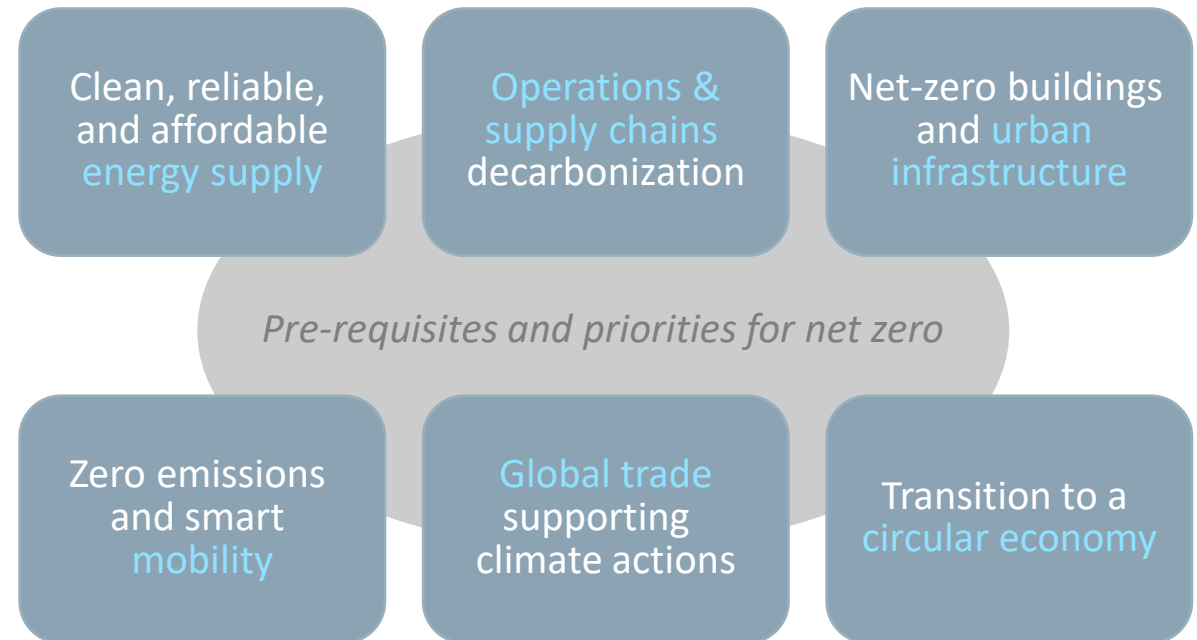 Clean, reliable,
and affordable
energy supply
Operations &
supply chains
decarbonization
Net-zero buildings
and urban
infrastructure
Pre-requisites and priorities for net zero
Zero emissions
and smart
mobility
Global trade
supporting
climate actions
Transition to a
circular economy